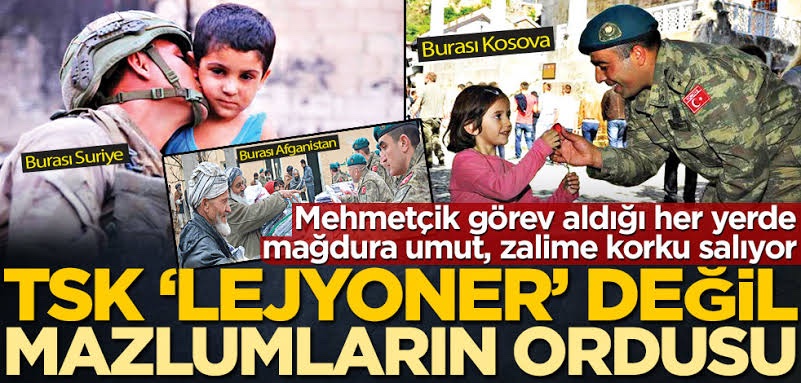 Burası Suriye
Burası Afganistan
Burası Kosova
Mehmetçik görev aldığı her yerde
mağdura umut, zalime korku salıyor
TSK ‘LEJYONER’ DEĞİL
MAZLUMLARIN ORDUSU